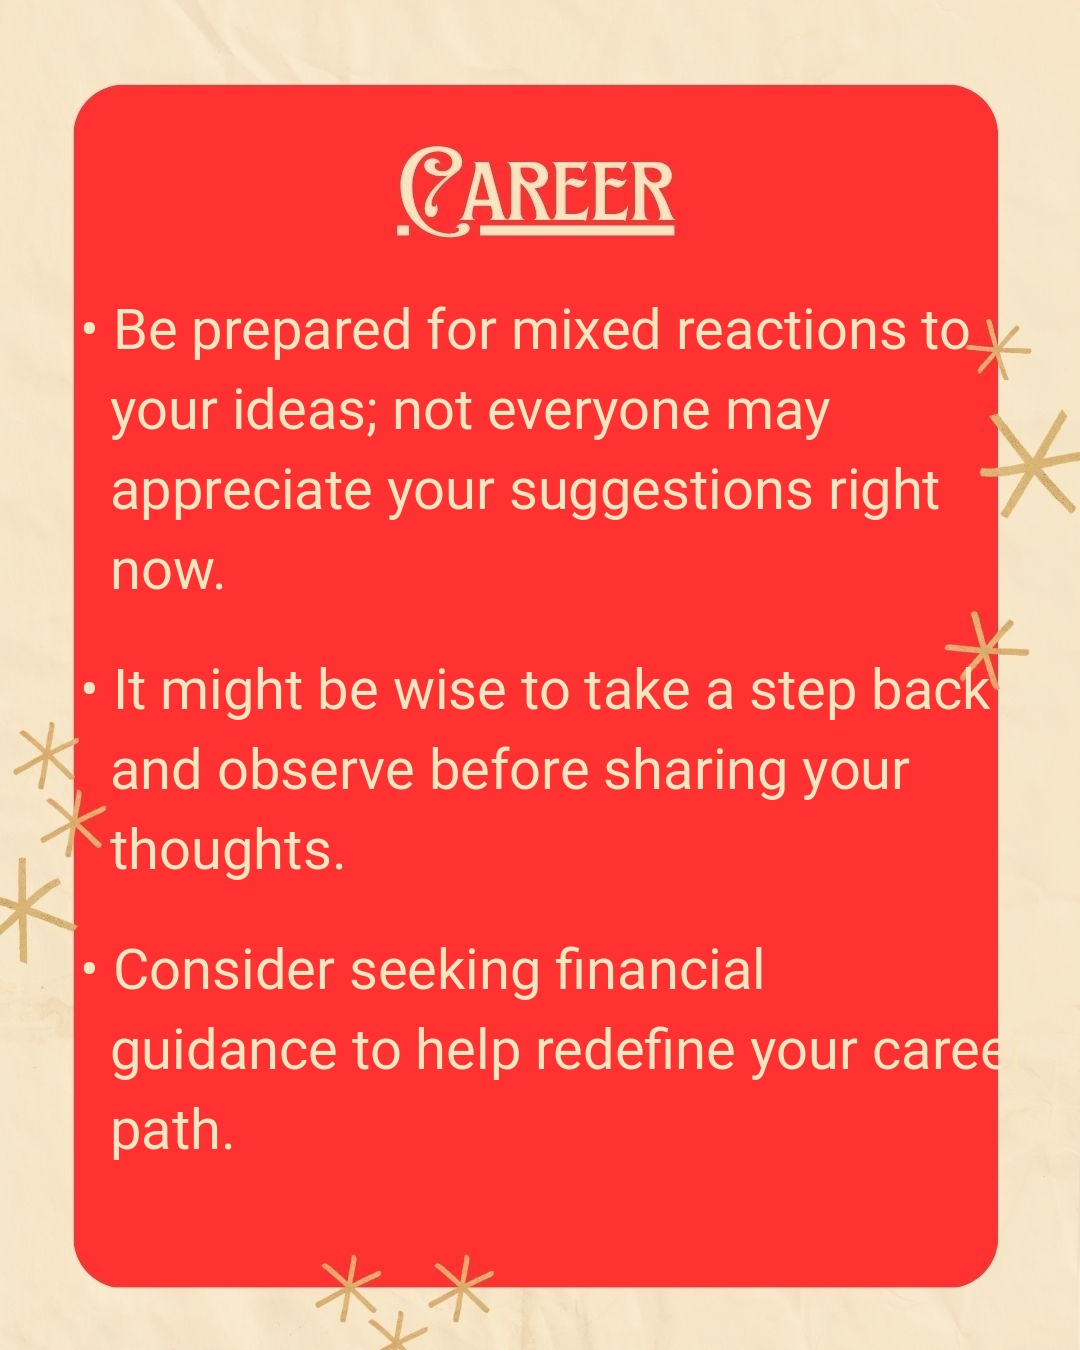 Career
• Be prepared for mixed reactions to
your ideas; not everyone may
appreciate your suggestions right
now.
• It might be wise to take a step back
and observe before sharing your
thoughts.
• Consider seeking financial
guidance to help redefine your caree
path.